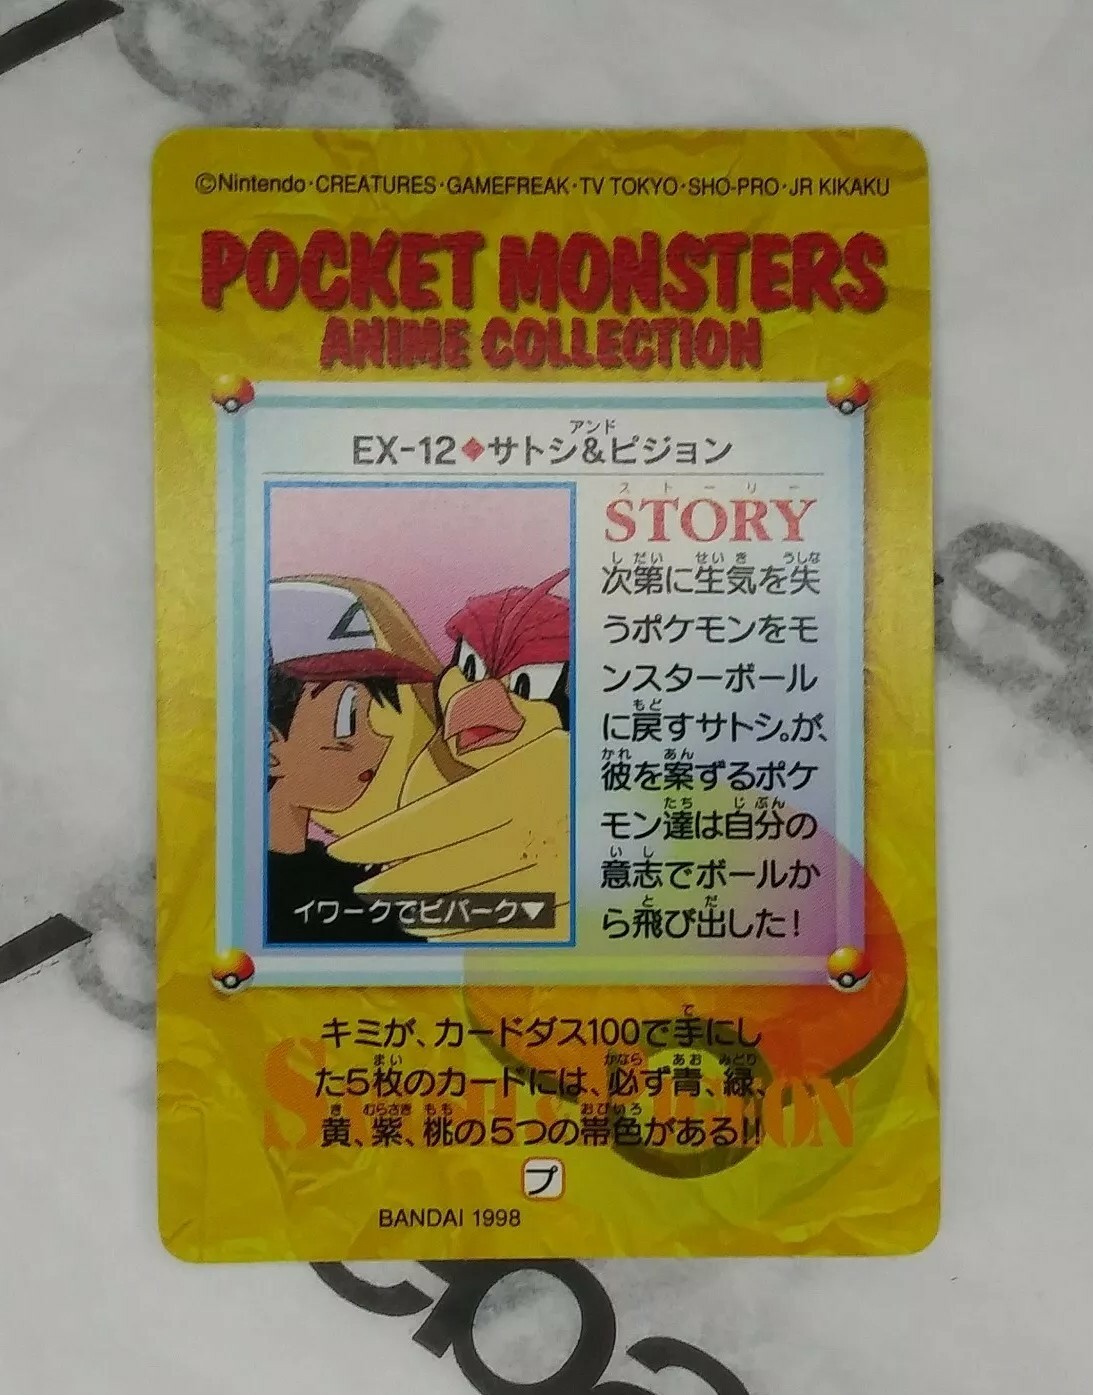 ©Nintendo・CREATURES・GAMEFREAK・TV TOKYO・SHO-PRO・JR KIKAKU
POCKET MONSTERS
ANIME COLLECTION
アンド
EX-12◆サトシ&ピジョン
ストーリー
STORY
しだい せいき うしな
次第に生気を失
うポケモンをモ
ンスターボール
もど
に戻すサトシ。が、
かれ あん
彼を案ずるポケ
たち じぶん
モン達は自分の
いし
意志でボールか
と だ
ら飛び出した!
イワークでビバーク▼
て
キミが、カードダス100で手にし
まい かなら あお みどり
た5枚のカードには、必ず青、緑、
き むらさき もも おびいろ
黄、紫、桃の5つの帯色がある!!
プ
BANDAI 1998